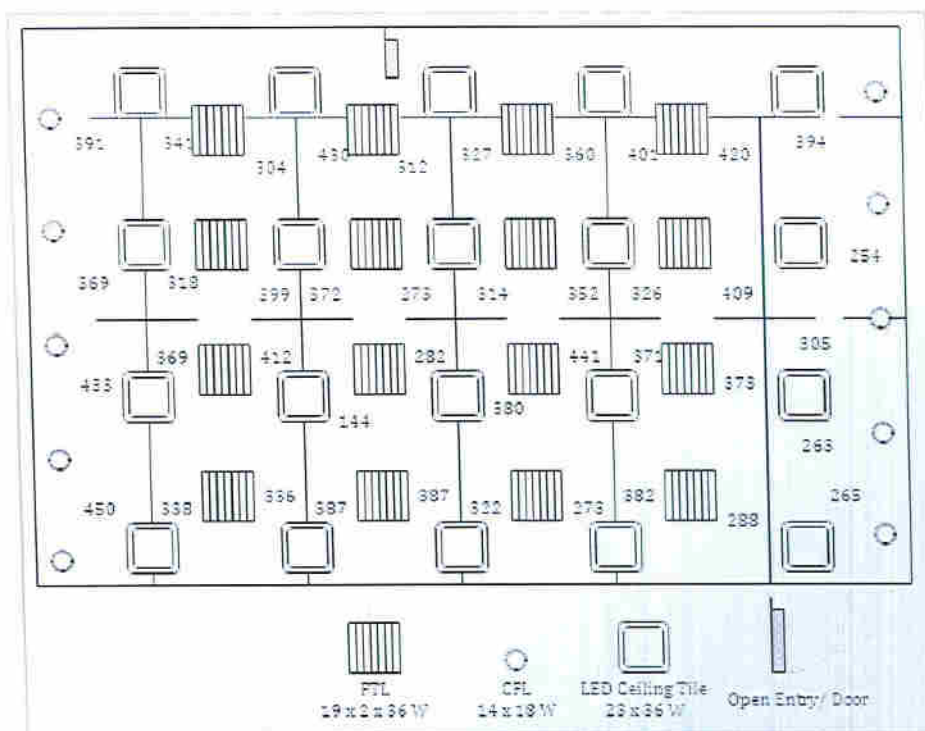 391 341 304 430 312 327 360 401 420 394
369 318 399 372 273 314 352 326 409 254
433 369 412 144 282 380 441 371 373 305
263
450 338 336 387 387 322 273 382 288 265
FTL
19 x 2 x 36 W
CFL
14 x 18 W
LED Ceiling Tile
23 x 36 W
Open Entry/ Door